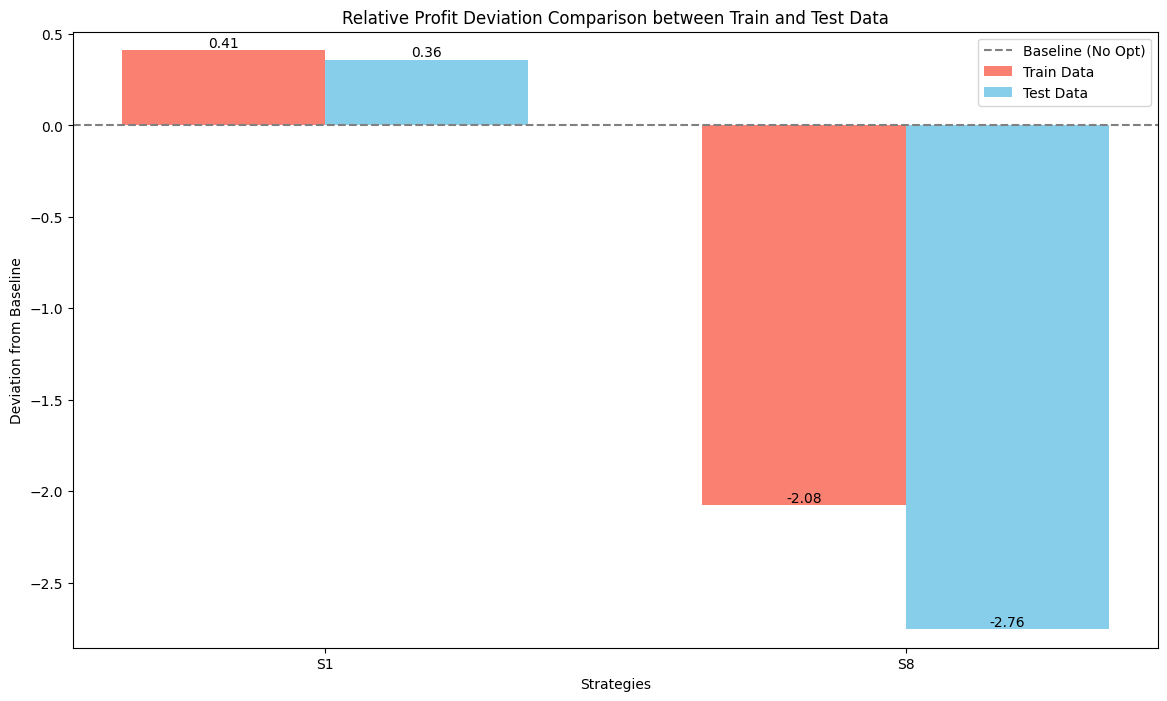 Relative Profit Deviation Comparison between Train and Test Data
0.5
0.0
−0.5
−1.0
−1.5
−2.0
−2.5
Deviation from Baseline
0.41
0.36
-2.08
-2.76
Baseline (No Opt)
Train Data
Test Data
S1
S8
Strategies